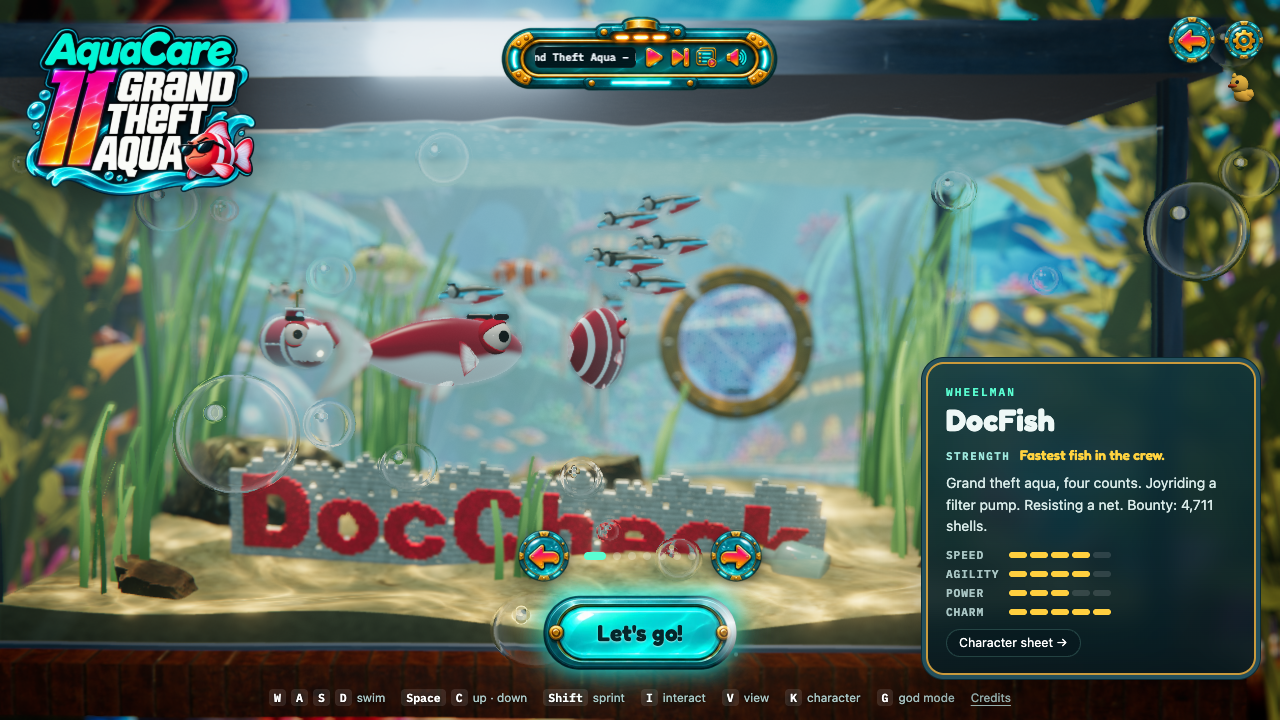 AquaCare
11 GRAND
THEFT
AQUA
nd Theft Aqua –
DocCheck
WHEELMAN
DocFish
STRENGTH Fastest fish in the crew.
Grand theft aqua, four counts. Joyriding a
filter pump. Resisting a net. Bounty: 4,711
shells.
SPEED
AGILITY
POWER
CHARM
Character sheet →
Let's go!
W A S D swim Space C up · down Shift sprint I interact V view K character G god mode Credits